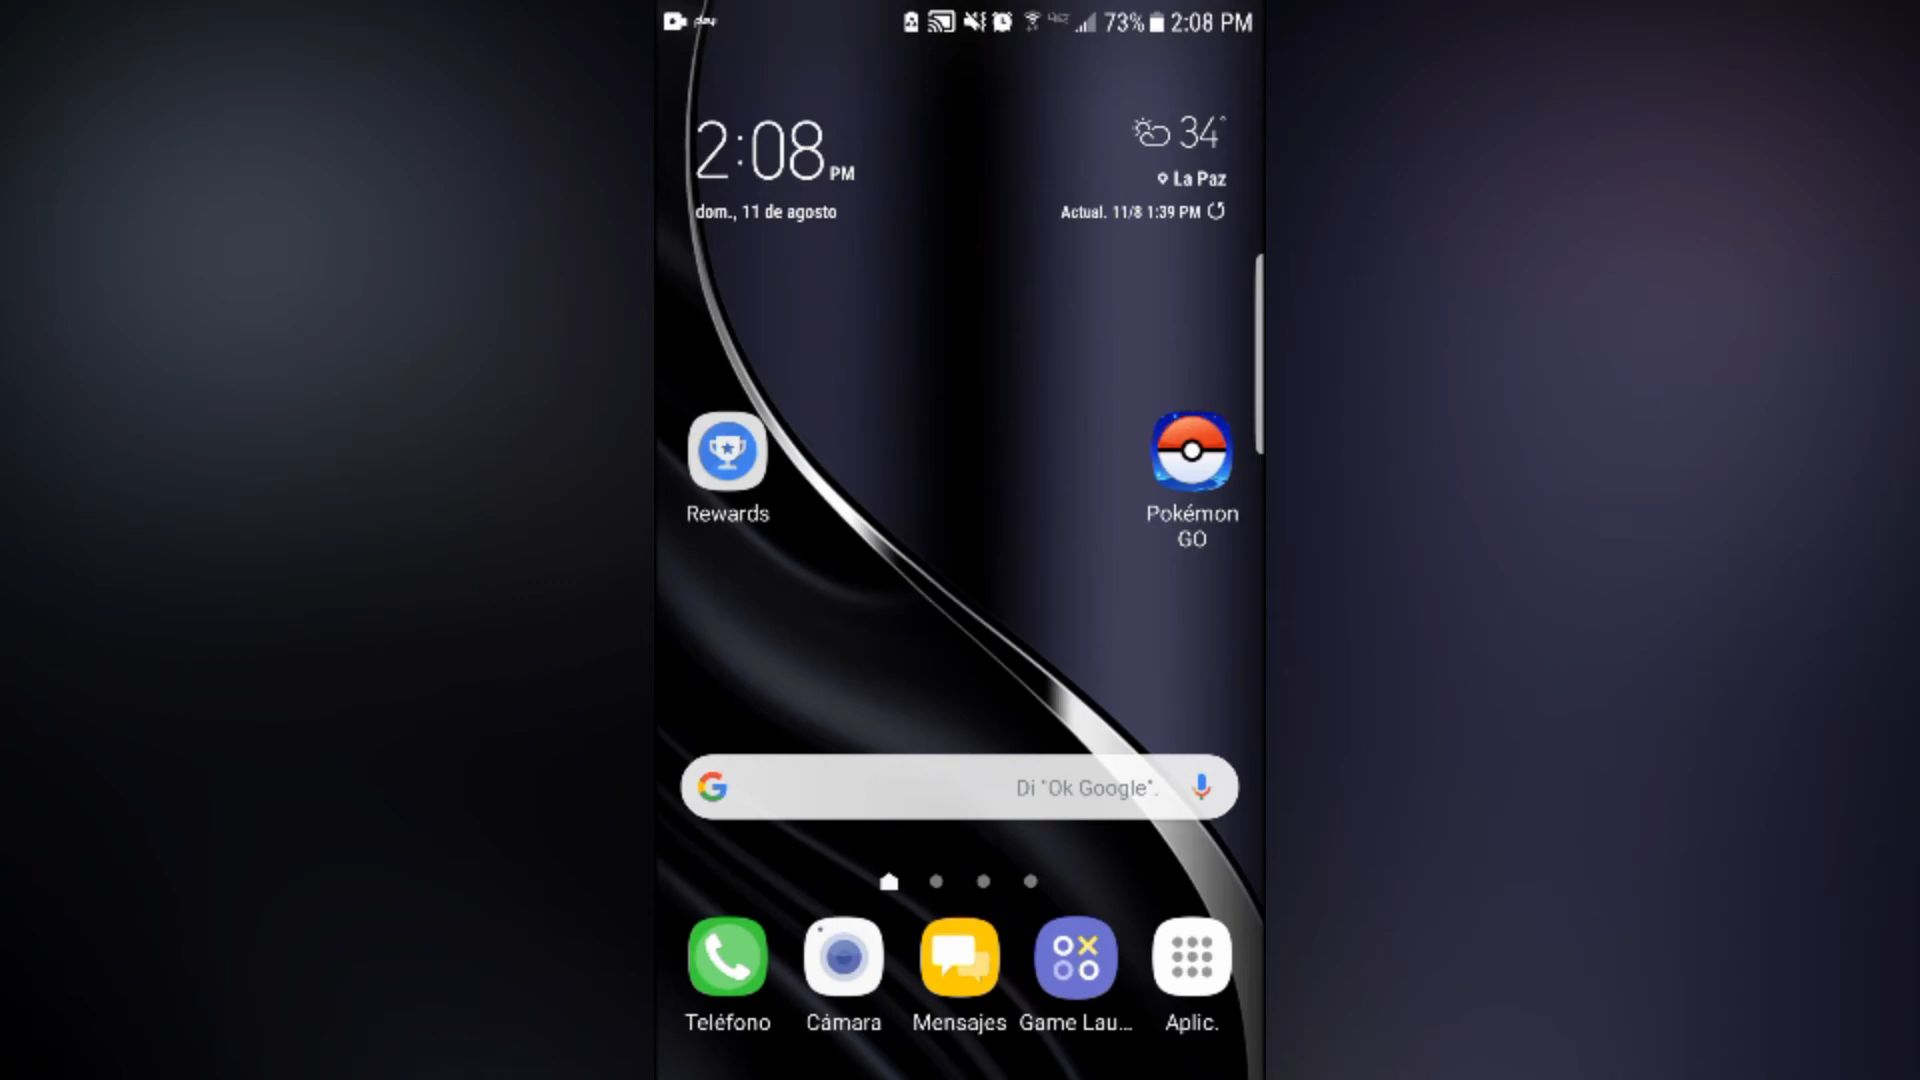 73% 2:08 PM
2:08 PM
34°
La Paz
dom., 11 de agosto
Actual. 11/8 1:39 PM
Rewards
Pokémon
GO
G
Di "Ok Google".
Teléfono
Cámara
Mensajes
Game Lau...
Aplic.